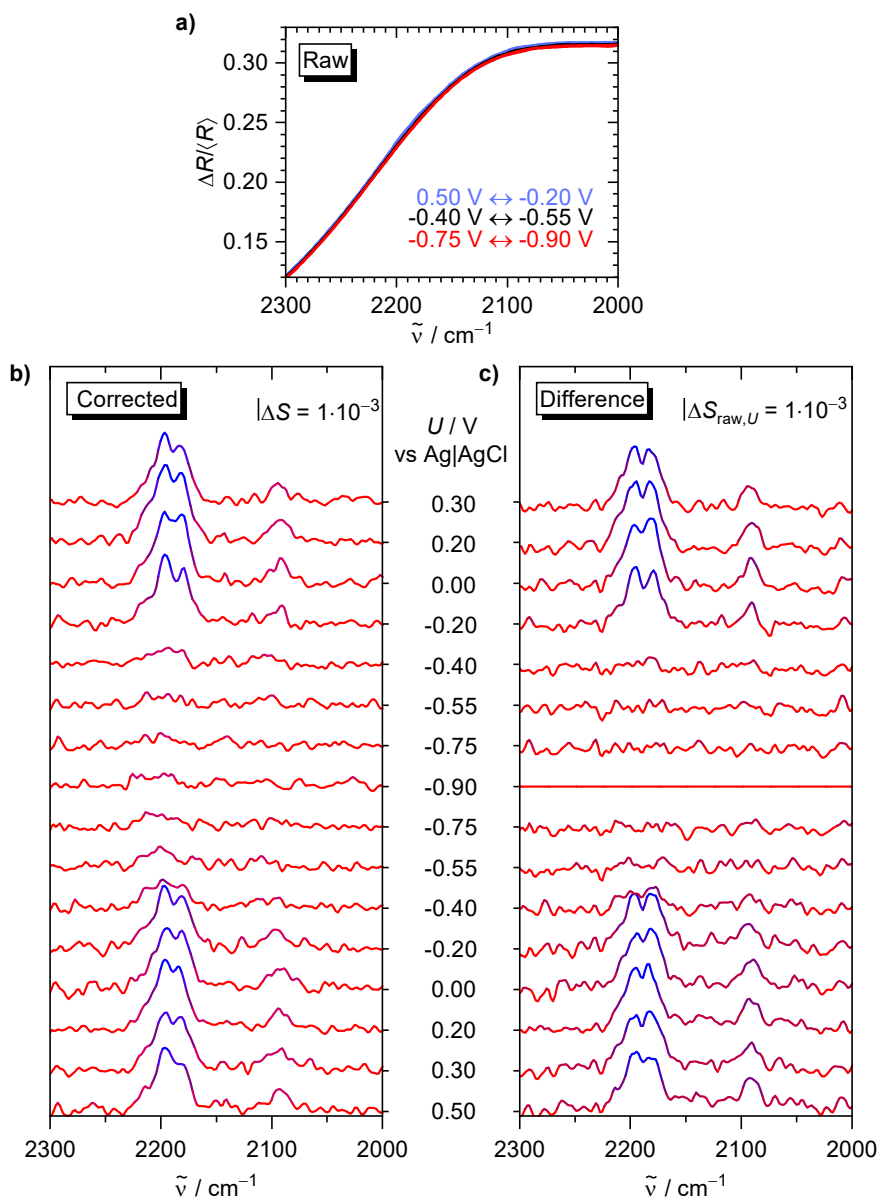 a)
Raw
ΔR/⟨R⟩
0.30
0.25
0.20
0.15
0.50 V ↔ -0.20 V
-0.40 V ↔ -0.55 V
-0.75 V ↔ -0.90 V
2300 2200 2100 2000
ṽ / cm⁻¹
b)
Corrected
|ΔS = 1·10⁻³
U / V
vs Ag|AgCl
c)
Difference
|ΔS_raw,U = 1·10⁻³
0.30
0.20
0.00
-0.20
-0.40
-0.55
-0.75
-0.90
-0.75
-0.55
-0.40
-0.20
0.00
0.20
0.30
0.50
2300 2200 2100 2000
ṽ / cm⁻¹
2300 2200 2100 2000
ṽ / cm⁻¹